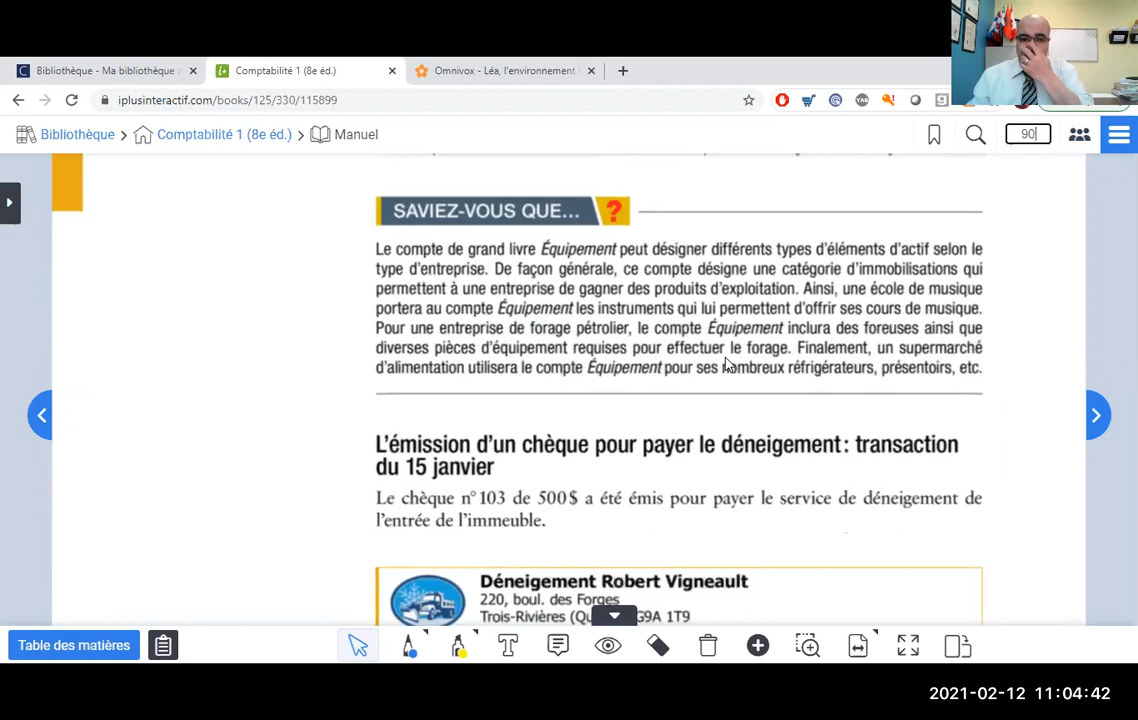 Bibliothèque - Ma bibliothèque
Comptabilité 1 (8e éd.)
Omnivox - Léa, l'environnement
iplusinteractif.com/books/125/330/115899
Bibliothèque > Comptabilité 1 (8e éd.) > Manuel
90
SAVIEZ-VOUS QUE... ?
Le compte de grand livre Équipement peut désigner différents types d'éléments d'actif selon le
type d'entreprise. De façon générale, ce compte désigne une catégorie d'immobilisations qui
permettent à une entreprise de gagner des produits d'exploitation. Ainsi, une école de musique
portera au compte Équipement les instruments qui lui permettent d'offrir ses cours de musique.
Pour une entreprise de forage pétrolier, le compte Équipement inclura des foreuses ainsi que
diverses pièces d'équipement requises pour effectuer le forage. Finalement, un supermarché
d'alimentation utilisera le compte Équipement pour ses nombreux réfrigérateurs, présentoirs, etc.
L'émission d'un chèque pour payer le déneigement : transaction
du 15 janvier
Le chèque n° 103 de 500 $ a été émis pour payer le service de déneigement de
l'entrée de l'immeuble.
Déneigement Robert Vigneault
220, boul. des Forges
Trois-Rivières (Qu G9A 1T9
Table des matières
2021-02-12 11:04:42